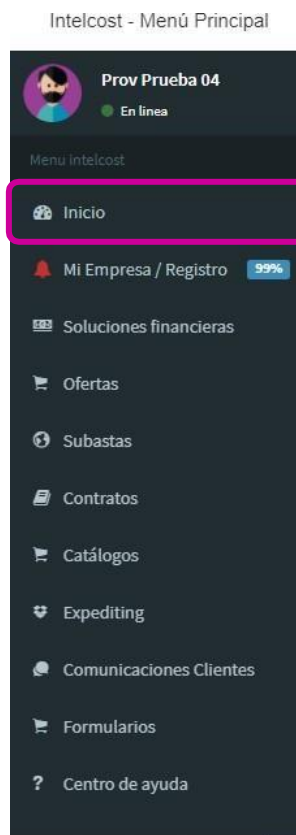 Intelcost - Menú Principal
Prov Prueba 04
En linea
Menu intelcost
Inicio
Mi Empresa / Registro 99%
Soluciones financieras
Ofertas
Subastas
Contratos
Catálogos
Expediting
Comunicaciones Clientes
Formularios
? Centro de ayuda